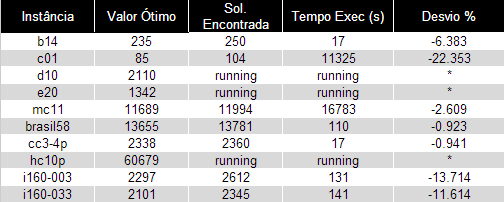 Instância Valor Ótimo Sol. Encontrada Tempo Exec (s) Desvio %
b14 235 250 17 -6.383
c01 85 104 11325 -22.353
d10 2110 running running *
e20 1342 running running *
mc11 11689 11994 16783 -2.609
brasil58 13655 13781 110 -0.923
cc3-4p 2338 2360 17 -0.941
hc10p 60679 running running *
i160-003 2297 2612 131 -13.714
i160-033 2101 2345 141 -11.614